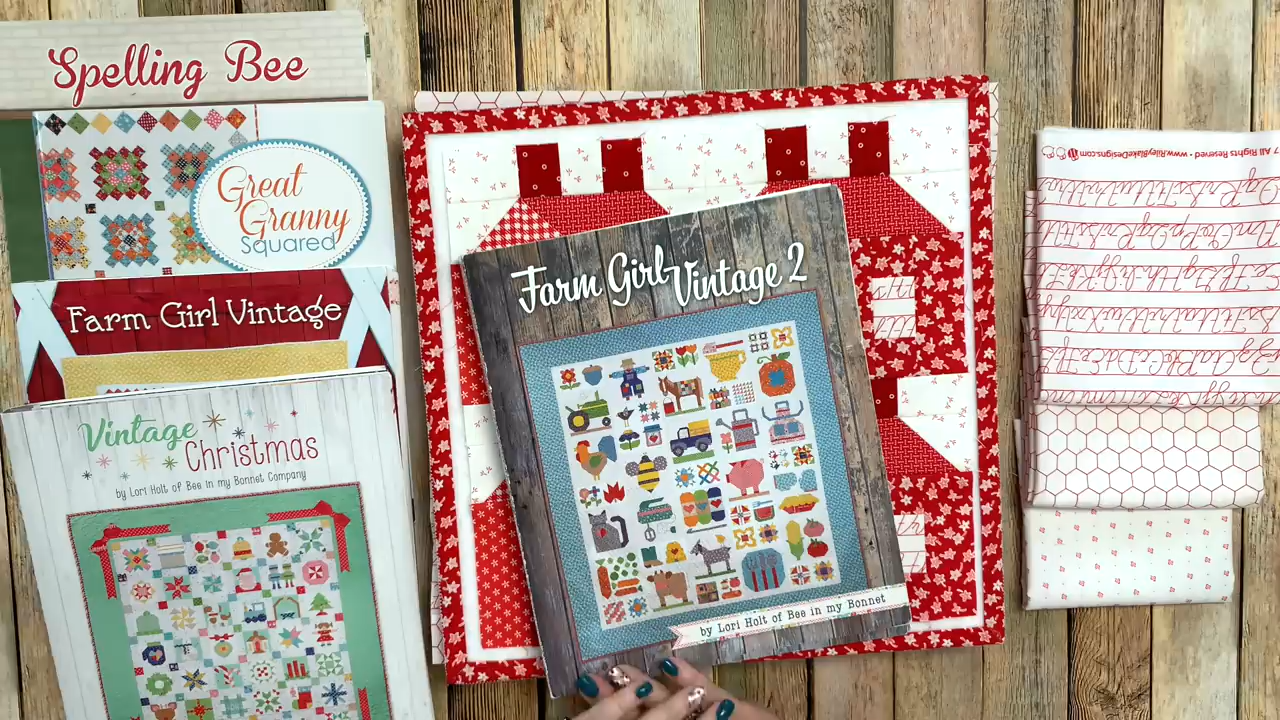 Spelling Bee
Great
Granny
Squared
Farm Girl Vintage
Vintage
Christmas
by Lori Holt of Bee in my Bonnet Company
Farm Girl Vintage 2
by Lori Holt of Bee in my Bonnet
7 All Rights Reserved • www.RileyBlakeDesigns.com